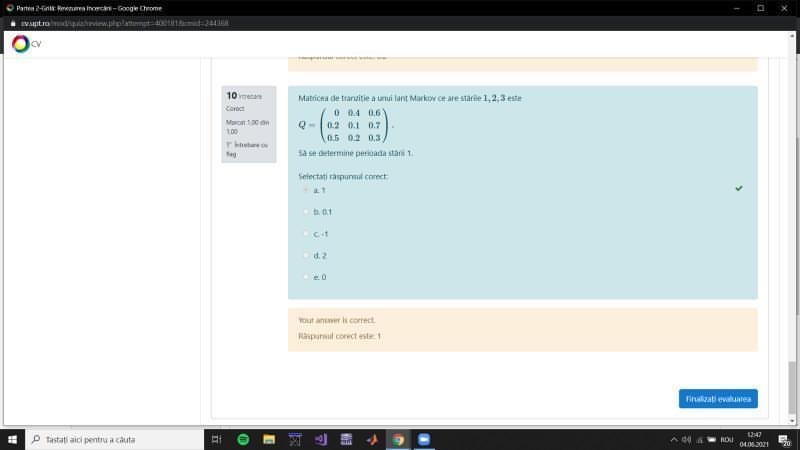 Partea 2-Grilă: Revizuirea încercării – Google Chrome
cv.upt.ro/mod/quiz/review.php?attempt=400181&cmid=244368
CV
Răspunsul corect este: 0.2
10 Întrebare
Corect
Marcat 1,00 din
1,00
Întrebare cu
flag
Matricea de tranziție a unui lanț Markov ce are stările 1, 2, 3 este
Q = ( 0 0.4 0.6
0.2 0.1 0.7
0.5 0.2 0.3 ) .
Să se determine perioada stării 1.
Selectați răspunsul corect:
a. 1
b. 0.1
c. -1
d. 2
e. 0
Your answer is correct.
Răspunsul corect este: 1
Finalizați evaluarea
Tastați aici pentru a căuta
ROU
12:47
04.06.2021
20